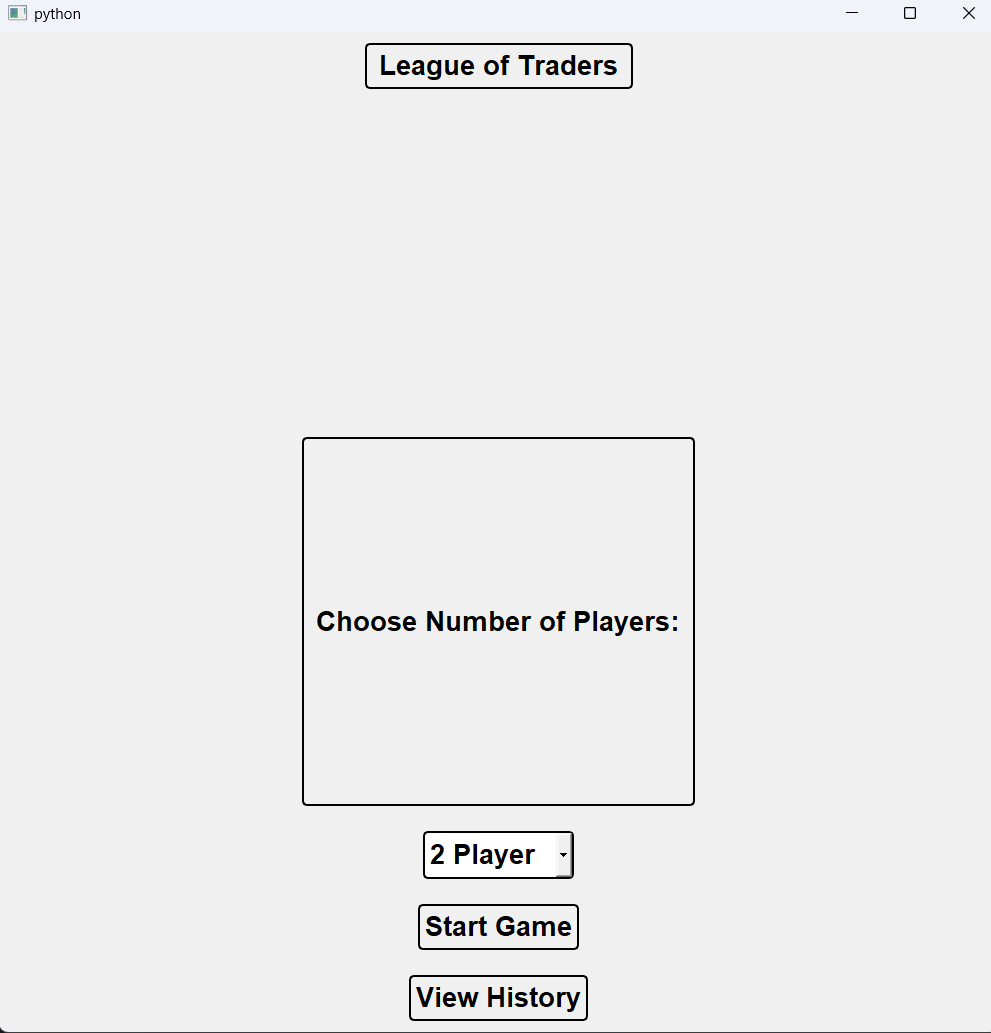 python
League of Traders
Choose Number of Players:
2 Player
Start Game
View History